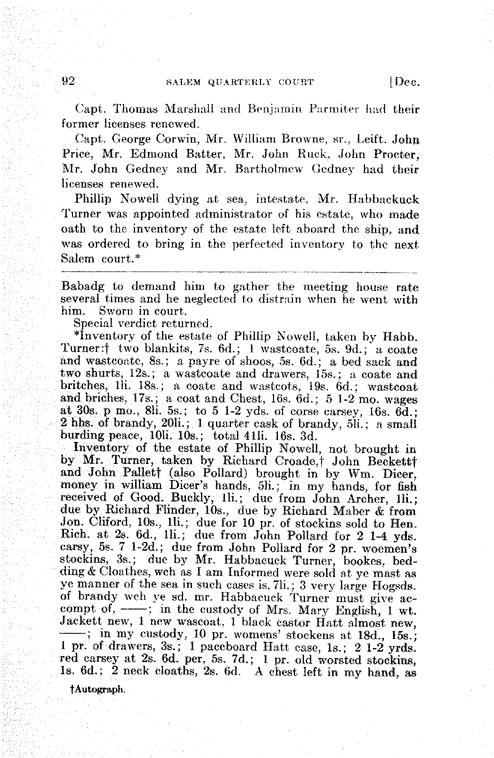 92 SALEM QUARTERLY COURT [Dec.
Capt. Thomas Marshall and Benjamin Parmiter had their
former licenses renewed.
Capt. George Corwin, Mr. William Browne, sr., Leift. John
Price, Mr. Edmond Batter, Mr. John Ruck, John Procter,
Mr. John Gedney and Mr. Bartholmew Gedney had their
licenses renewed.
Phillip Nowell dying at sea, intestate, Mr. Habbackuck
Turner was appointed administrator of his estate, who made
oath to the inventory of the estate left aboard the ship, and
was ordered to bring in the perfected inventory to the next
Salem court.*
Babadg to demand him to gather the meeting house rate
several times and he neglected to distrain when he went with
him. Sworn in court.
Special verdict returned.
*Inventory of the estate of Phillip Nowell, taken by Habb.
Turner:† two blankits, 7s. 6d.; 1 wastcoate, 5s. 9d.; a coate
and wastcoate, 8s.; a payre of shoos, 5s. 6d.; a bed sack and
two shurts, 12s.; a wastcoate and drawers, 15s.; a coate and
britches, 1li. 18s.; a coate and wastcots, 19s. 6d.; wastcoat
and briches, 17s.; a coat and Chest, 16s. 6d.; 5 1-2 mo. wages
at 30s. p mo., 8li. 5s.; to 5 1-2 yds. of corse carsey, 16s. 6d.;
2 hhs. of brandy, 20li.; 1 quarter cask of brandy, 5li.; a small
burding peace, 10li. 10s.; total 41li. 16s. 3d.
Inventory of the estate of Phillip Nowell, not brought in
by Mr. Turner, taken by Richard Croade,† John Beckett†
and John Pallet† (also Pollard) brought in by Wm. Dicer,
money in william Dicer's hands, 5li.; in my hands, for fish
received of Good. Buckly, 1li.; due from John Archer, 1li.;
due by Richard Flinder, 10s., due by Richard Maber & from
Jon. Cliford, 10s., 1li.; due for 10 pr. of stockins sold to Hen.
Rich. at 2s. 6d., 1li.; due from John Pollard for 2 1-4 yds.
carsy, 5s. 7 1-2d.; due from John Pollard for 2 pr. woemen's
stockins, 3s.; due by Mr. Habbacuck Turner, bookes, bed-
ding & Cloathes, wch as I am Informed were sold at ye mast as
ye manner of the sea in such cases is, 7li.; 3 very large Hogsds.
of brandy wch ye sd. mr. Habbacuck Turner must give ac-
compt of, ——; in the custody of Mrs. Mary English, 1 wt.
Jackett new, 1 new wascoat, 1 black castor Hatt almost new,
——; in my custody, 10 pr. womens' stockens at 18d., 15s.;
1 pr. of drawers, 3s.; 1 paceboard Hatt case, 1s.; 2 1-2 yrds.
red carsey at 2s. 6d. per, 5s. 7d.; 1 pr. old worsted stockins,
1s. 6d.; 2 neck cloaths, 2s. 6d. A chest left in my hand, as
†Autograph.